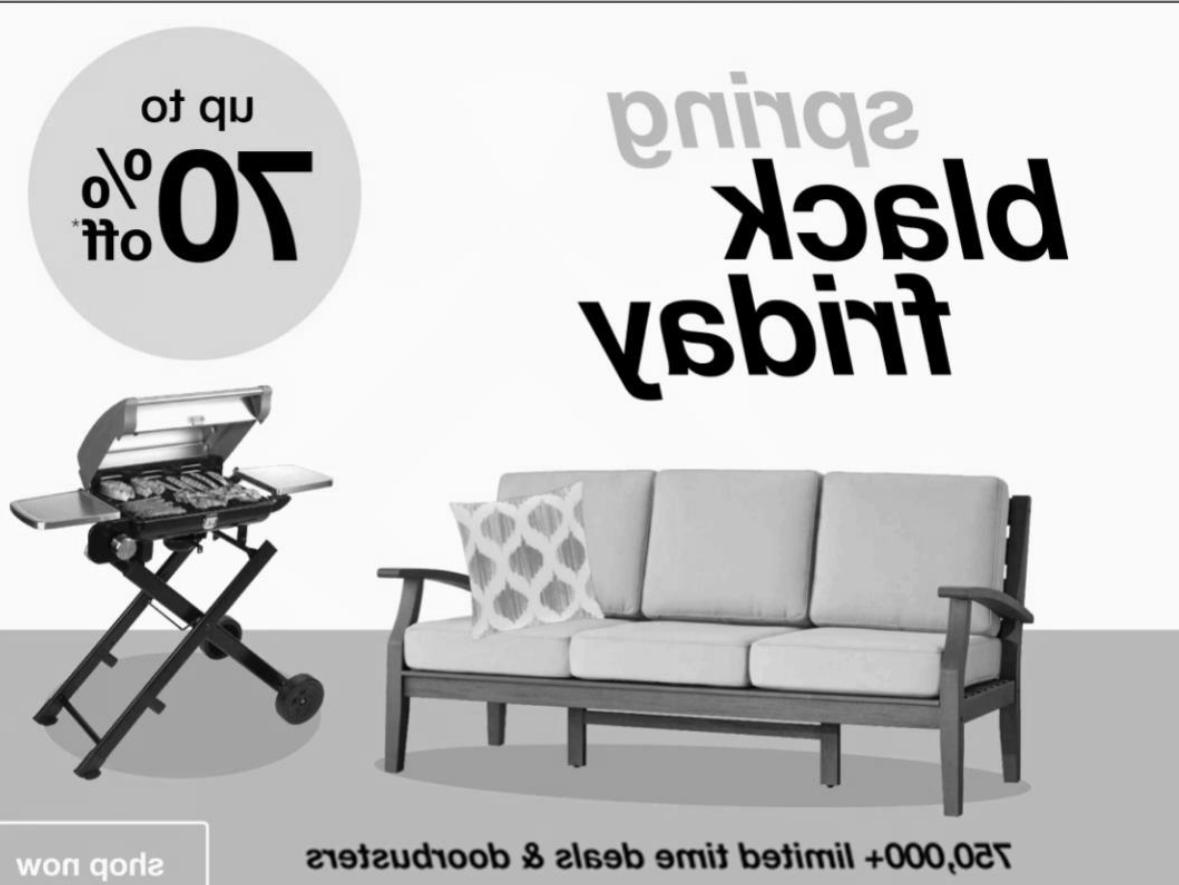 spring
black
friday
up to
70%
off*
750,000+ limited time deals & doorbusters
shop now